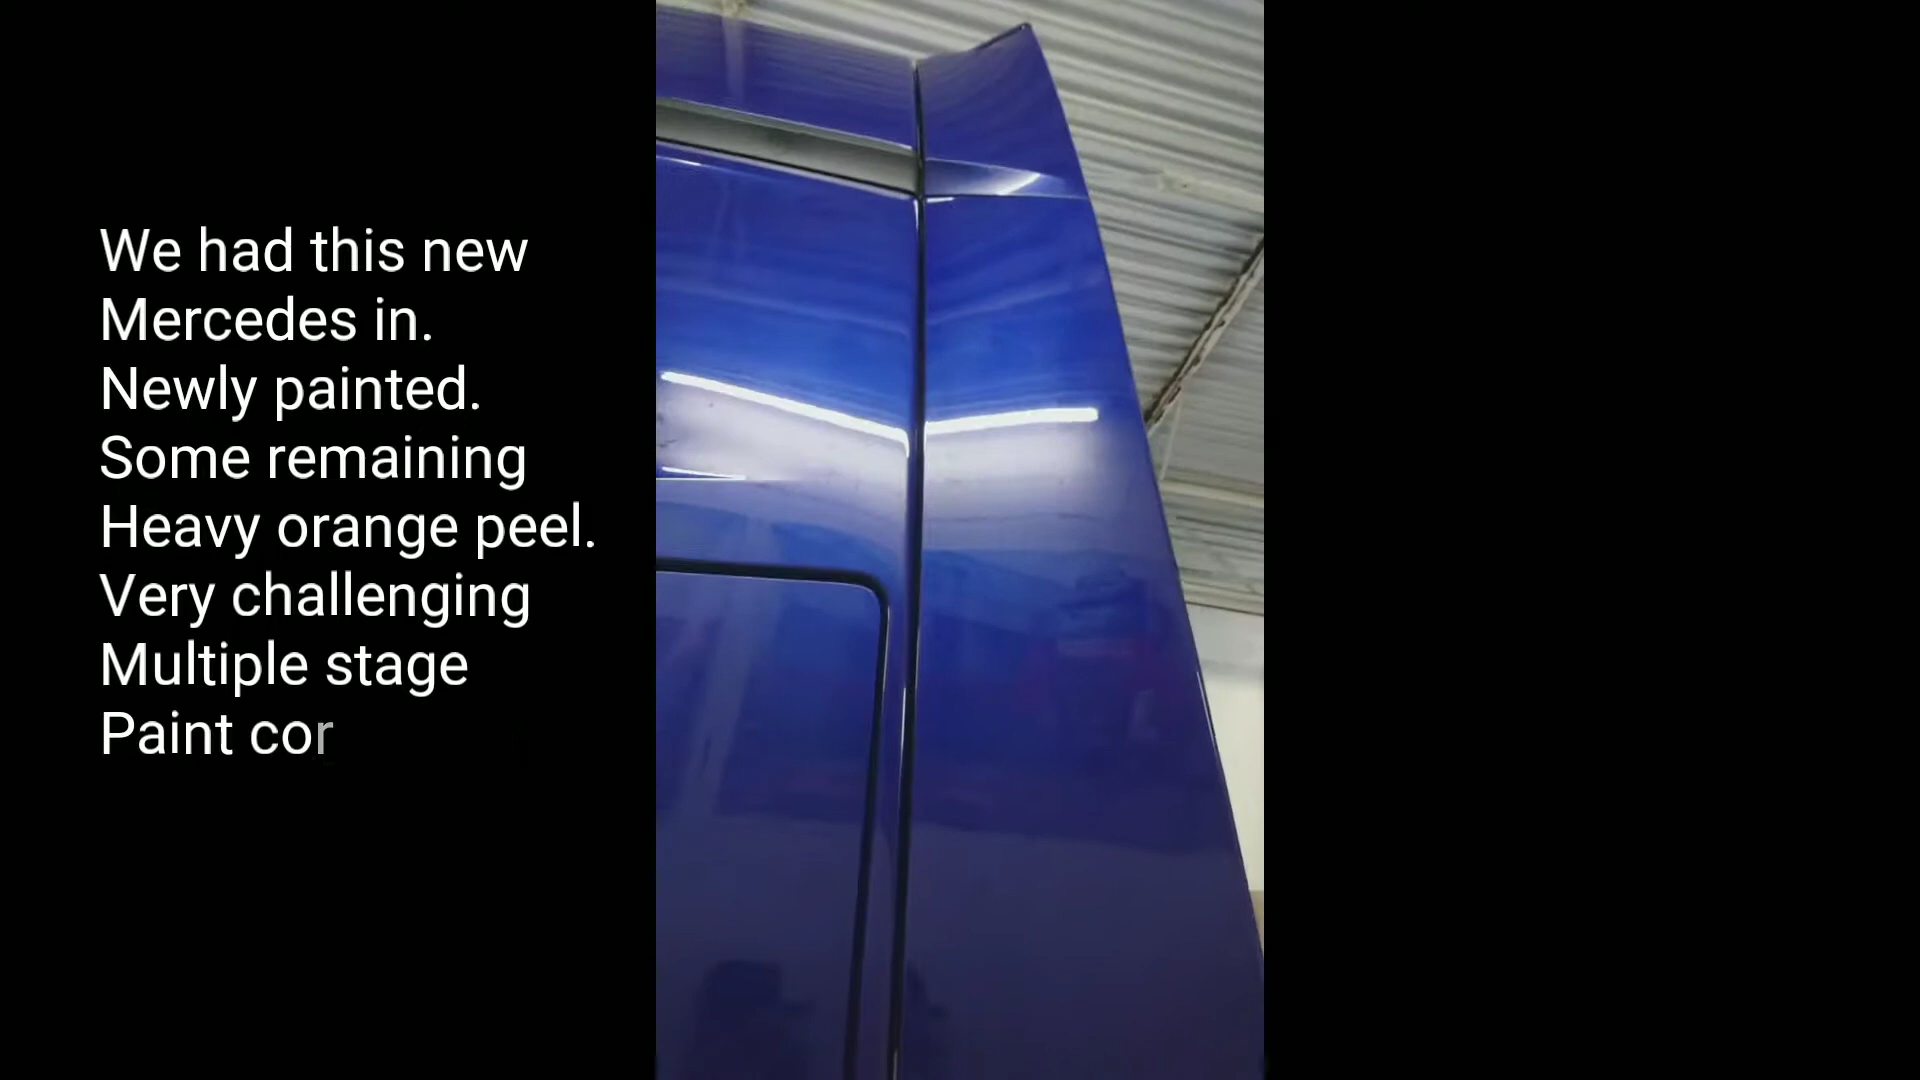 We had this new
Mercedes in.
Newly painted.
Some remaining
Heavy orange peel.
Very challenging
Multiple stage
Paint cor